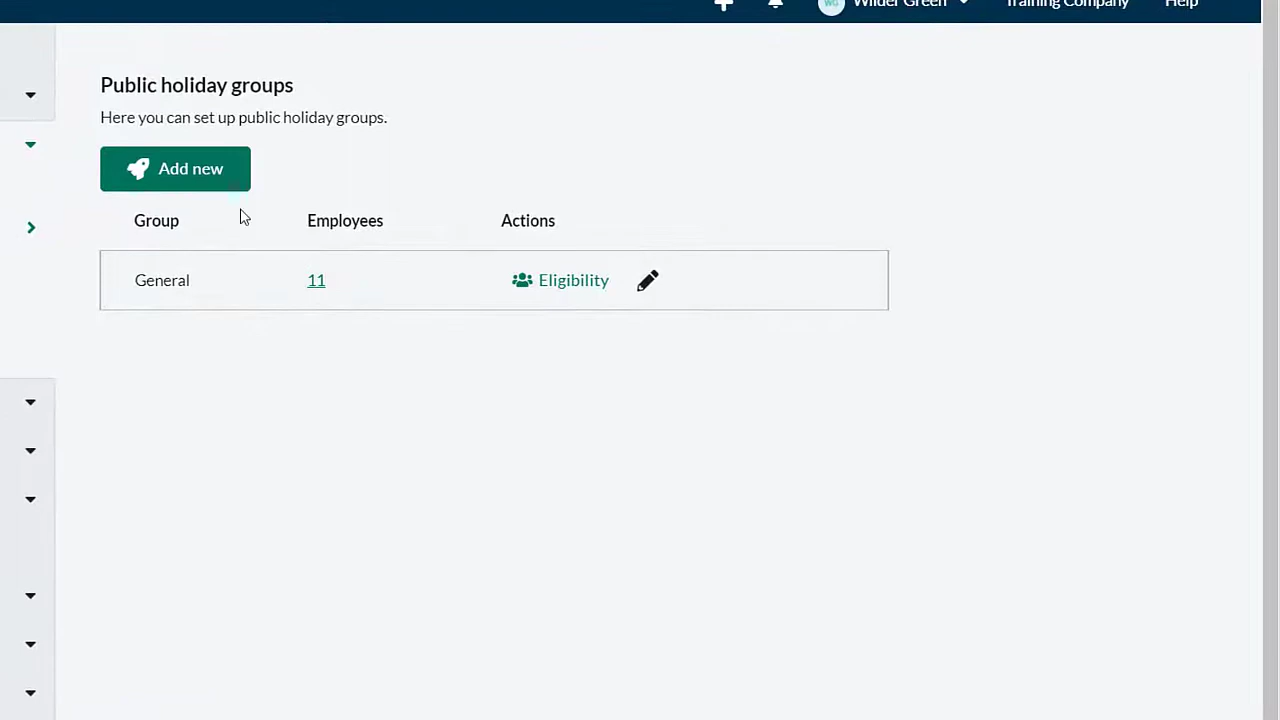 WG Wilder Green Training Company Help
Public holiday groups
Here you can set up public holiday groups.
Add new
Group Employees Actions
General 11 Eligibility